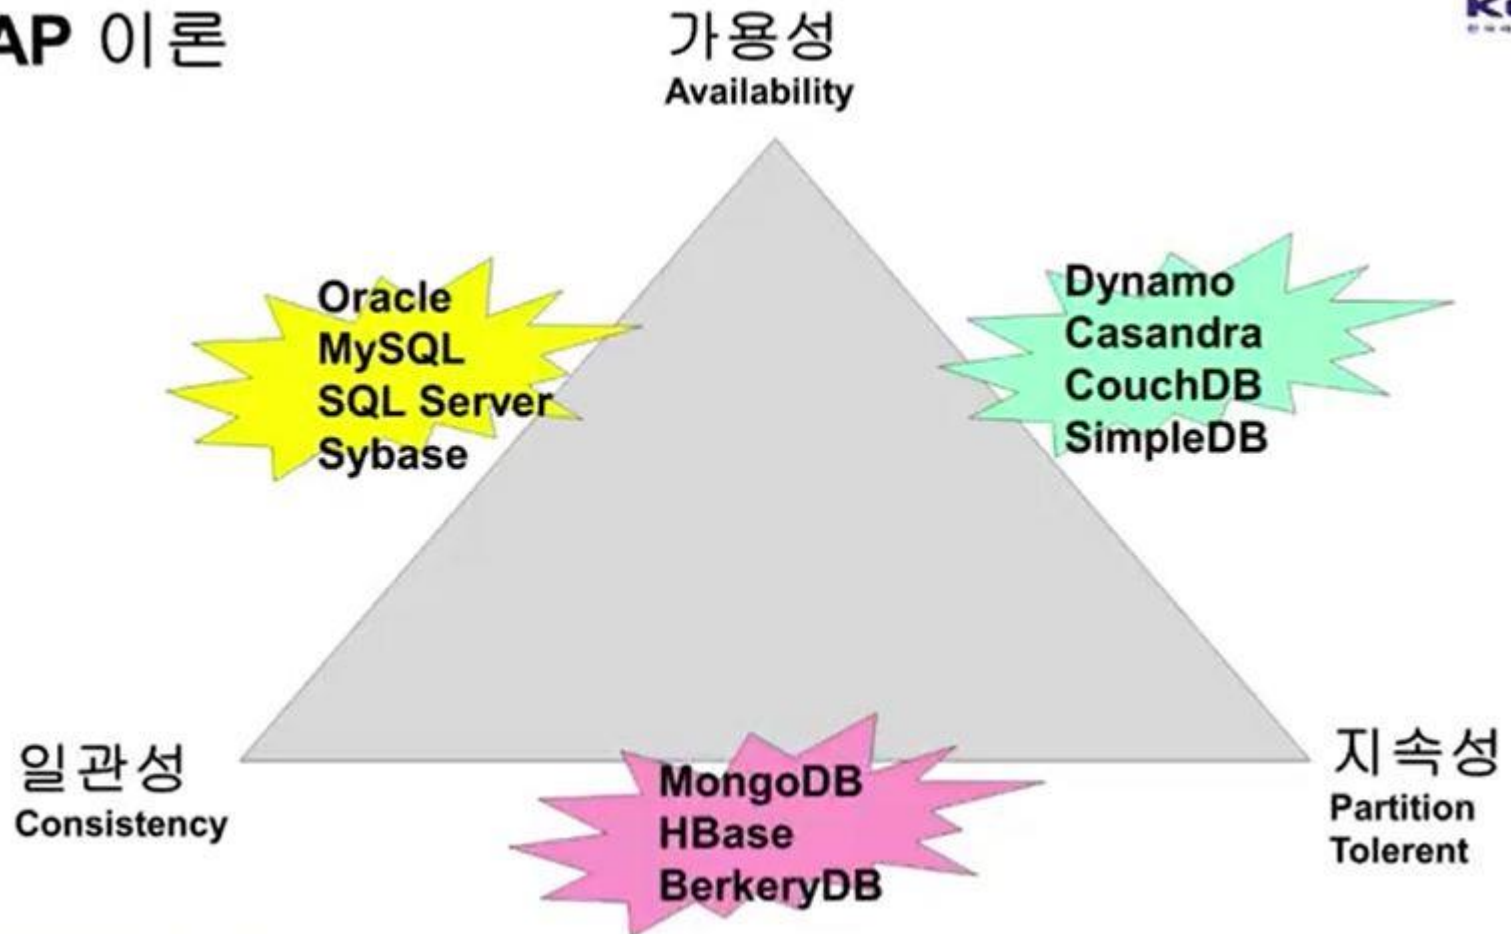 AP 이론
가용성
Availability
Oracle
MySQL
SQL Server
Sybase
Dynamo
Casandra
CouchDB
SimpleDB
일관성
Consistency
지속성
Partition
Tolerent
MongoDB
HBase
BerkeryDB